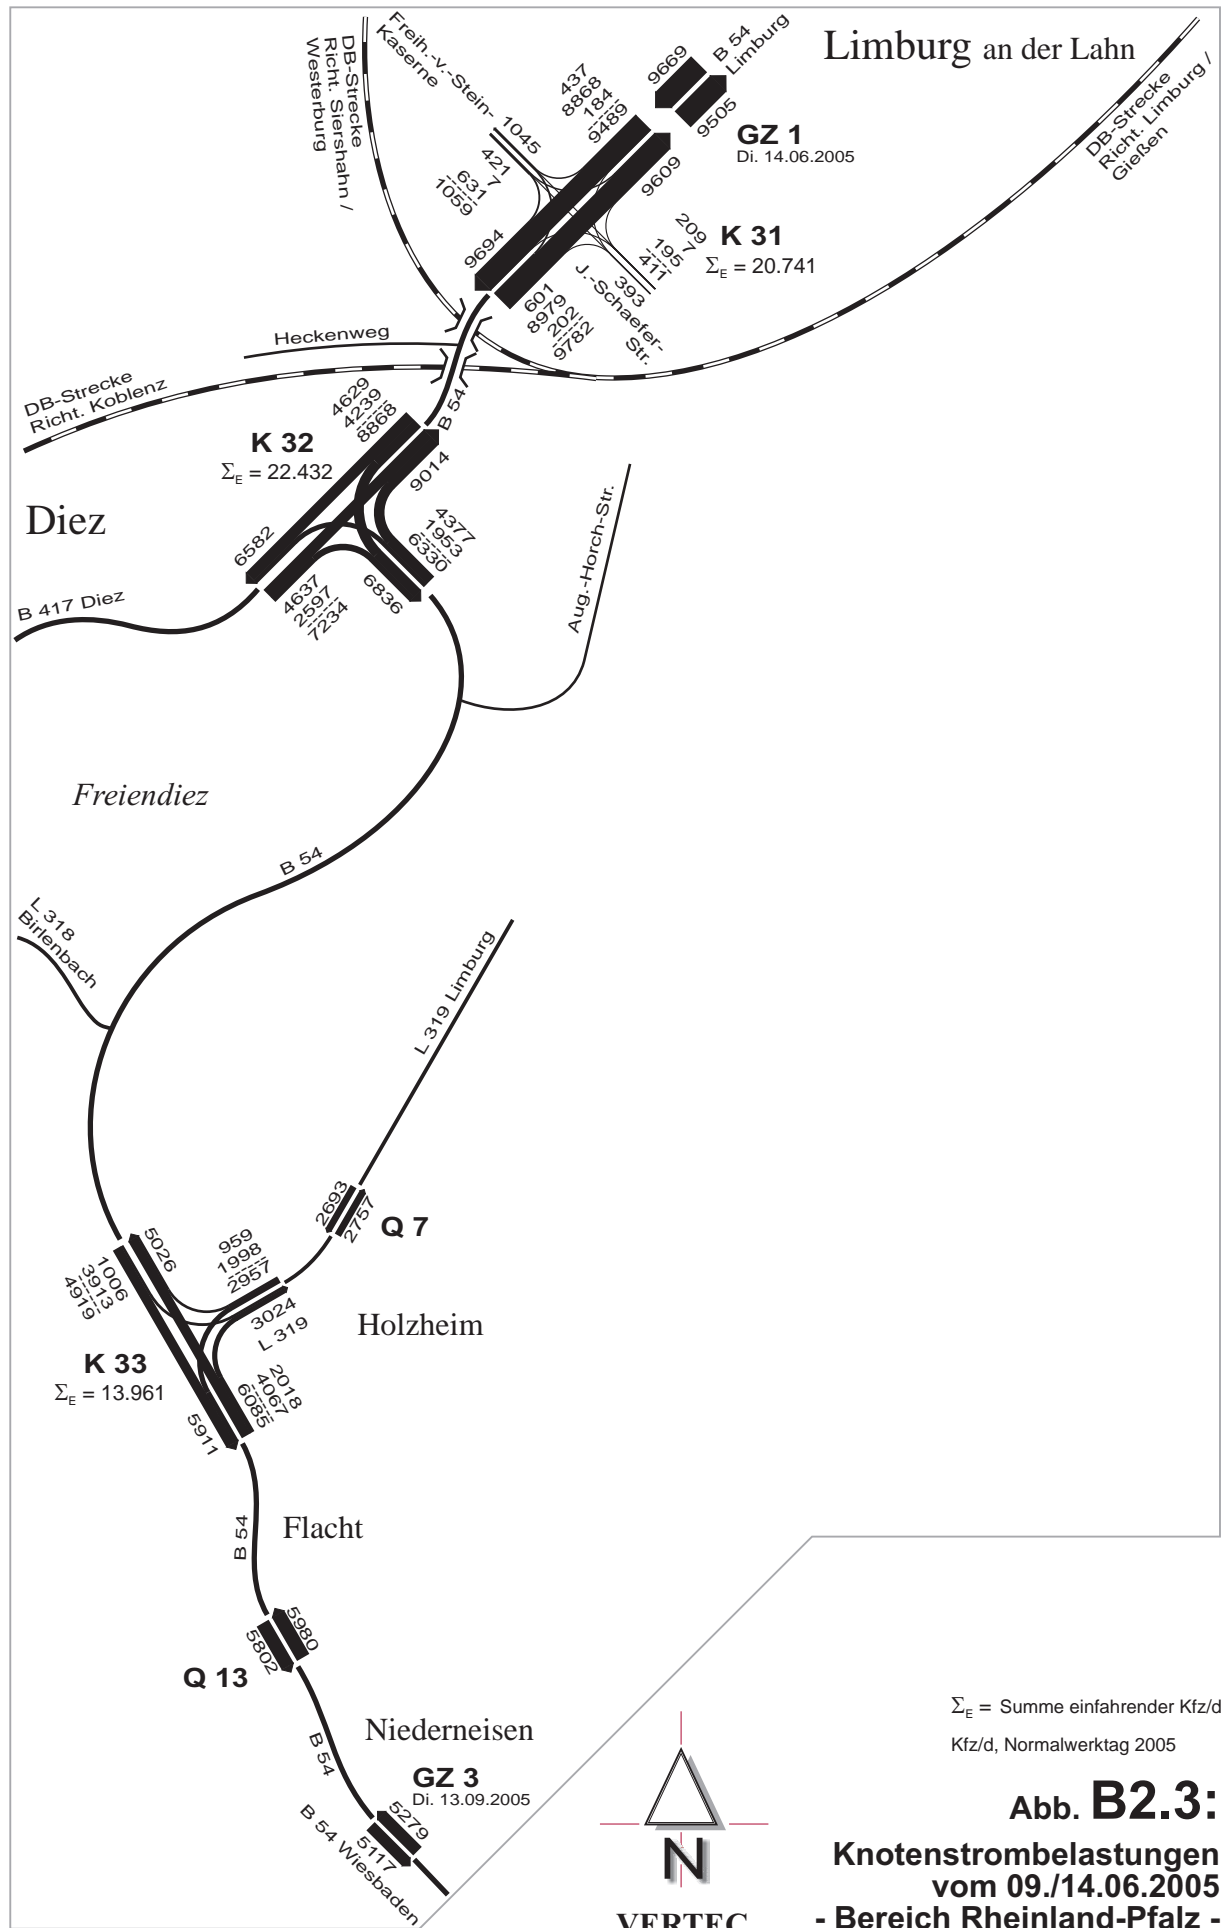 Limburg an der Lahn
DB-Strecke
Richt. Siershahn /
Westerburg
Freih.-v.-Stein-
Kaserne
1045
421
7
631
1059
437
8868
184
9489
9669
B 54
Limburg
9505
GZ 1
Di. 14.06.2005
9609
209
7
195
411
K 31
ΣE = 20.741
393
J.-Schaefer-
Str.
9694
601
8979
202
9782
DB-Strecke
Richt. Limburg /
Gießen
Heckenweg
DB-Strecke
Richt. Koblenz
B 54
4629
4239
8868
K 32
ΣE = 22.432
9014
Diez
6582
4377
1953
6330
4637
2597
7234
6836
B 417 Diez
Aug.-Horch-Str.
Freiendiez
B 54
L 318
Birlenbach
L 319 Limburg
2693
2757
Q 7
5026
1006
3913
4919
959
1998
2957
3024
L 319
Holzheim
K 33
ΣE = 13.961
2018
4067
6085
5911
B 54
Flacht
5980
5802
Q 13
B 54
Niederneisen
GZ 3
Di. 13.09.2005
5279
5117
B 54 Wiesbaden
N
VERTEC
ΣE = Summe einfahrender Kfz/d
Kfz/d, Normalwerktag 2005
Abb. B2.3:
Knotenstrombelastungen
vom 09./14.06.2005
- Bereich Rheinland-Pfalz -